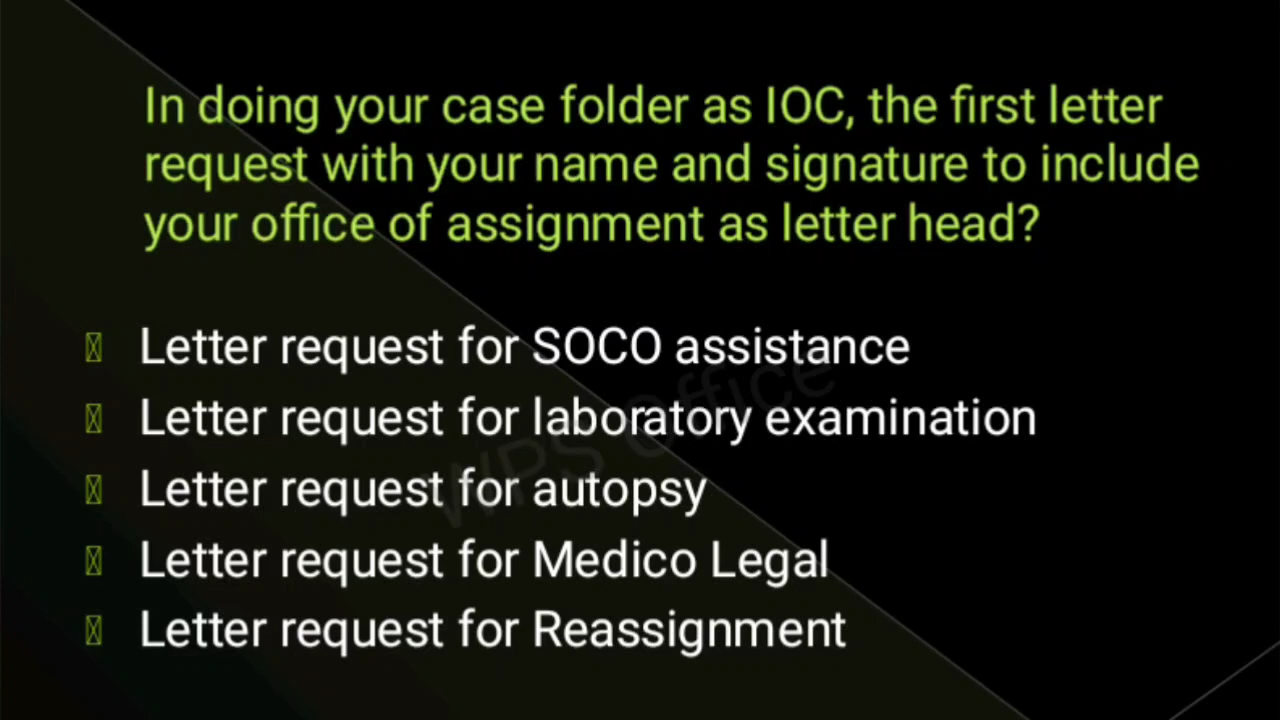 In doing your case folder as IOC, the first letter
request with your name and signature to include
your office of assignment as letter head?
Letter request for SOCO assistance
Letter request for laboratory examination
Letter request for autopsy
Letter request for Medico Legal
Letter request for Reassignment
WPS Office